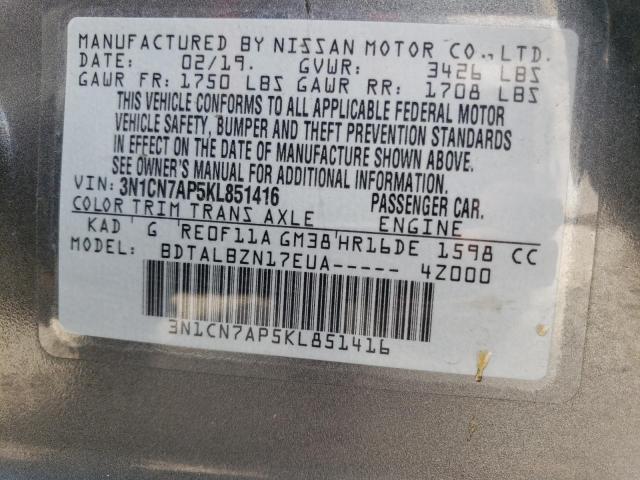 MANUFACTURED BY NISSAN MOTOR CO., LTD.
DATE: 02/19. GVWR: 3426 LBS
GAWR FR: 1750 LBS GAWR RR: 1708 LBS
THIS VEHICLE CONFORMS TO ALL APPLICABLE FEDERAL MOTOR
VEHICLE SAFETY, BUMPER AND THEFT PREVENTION STANDARDS
IN EFFECT ON THE DATE OF MANUFACTURE SHOWN ABOVE.
SEE OWNER'S MANUAL FOR ADDITIONAL INFORMATION
VIN: 3N1CN7AP5KL851416 PASSENGER CAR.
COLOR TRIM TRANS AXLE ENGINE
KAD G RE0F11A GM38 HR16DE 1598 CC
MODEL: BDTALBZN17EUA----- 4Z000
3N1CN7AP5KL851416